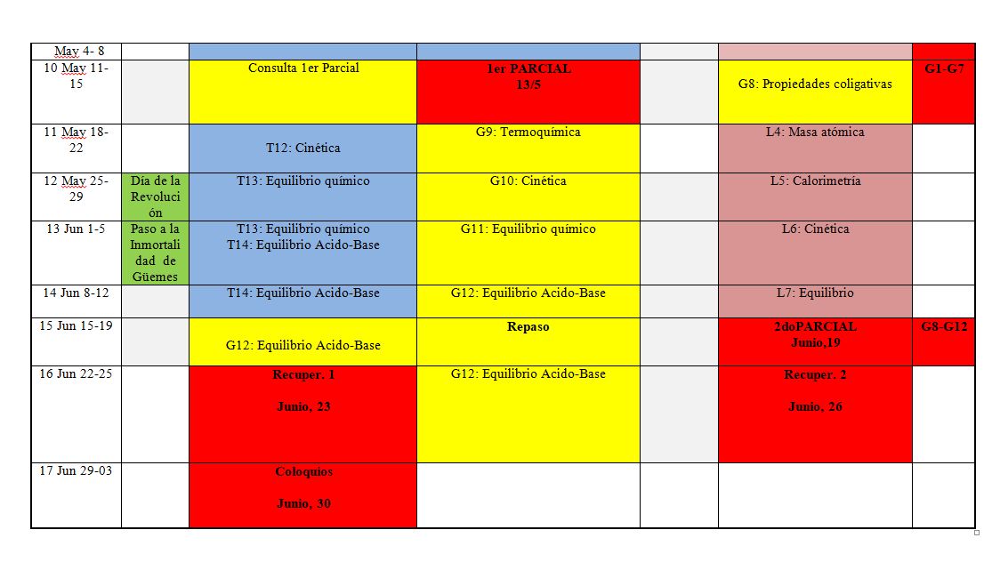 May 4- 8
10 May 11-
15
Consulta 1er Parcial
1er PARCIAL
13/5
G8: Propiedades coligativas
G1-G7
11 May 18-
22
T12: Cinética
G9: Termoquímica
L4: Masa atómica
12 May 25-
29
Día de la
Revoluci
ón
T13: Equilibrio químico
G10: Cinética
L5: Calorimetría
13 Jun 1-5
Paso a la
Inmortali
dad de
Güemes
T13: Equilibrio químico
T14: Equilibrio Acido-Base
G11: Equilibrio químico
L6: Cinética
14 Jun 8-12
T14: Equilibrio Acido-Base
G12: Equilibrio Acido-Base
L7: Equilibrio
15 Jun 15-19
G12: Equilibrio Acido-Base
Repaso
2doPARCIAL
Junio,19
G8-G12
16 Jun 22-25
Recuper. 1
Junio, 23
G12: Equilibrio Acido-Base
Recuper. 2
Junio, 26
17 Jun 29-03
Coloquios
Junio, 30